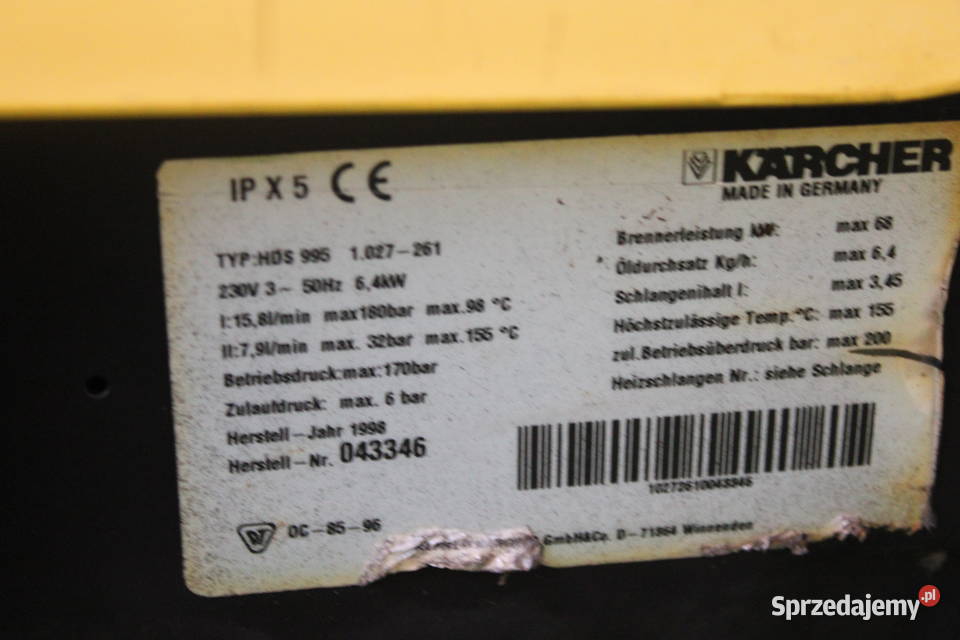 IP X 5 CE
KÄRCHER
MADE IN GERMANY
TYP:HDS 995 1.027-261
230V 3~ 50Hz 6,4kW
I:15,8l/min max180bar max.98 °C
II:7,9l/min max. 32bar max.155 °C
Betriebsdruck:max:170bar
Zulaufdruck: max. 6 bar
Herstell-Jahr 1998
Herstell-Nr. 043346
Brennerleistung kW: max 68
Öldurchsatz Kg/h: max 6,4
Schlangenihalt l: max 3,45
Höchstzulässige Temp.°C: max 155
zul.Betriebsüberdruck bar: max 200
Heizschlangen Nr.: siehe Schlange
10272610043346
DC-85-96
GmbH&Co. D-71364 Winnenden
Sprzedajemy.pl